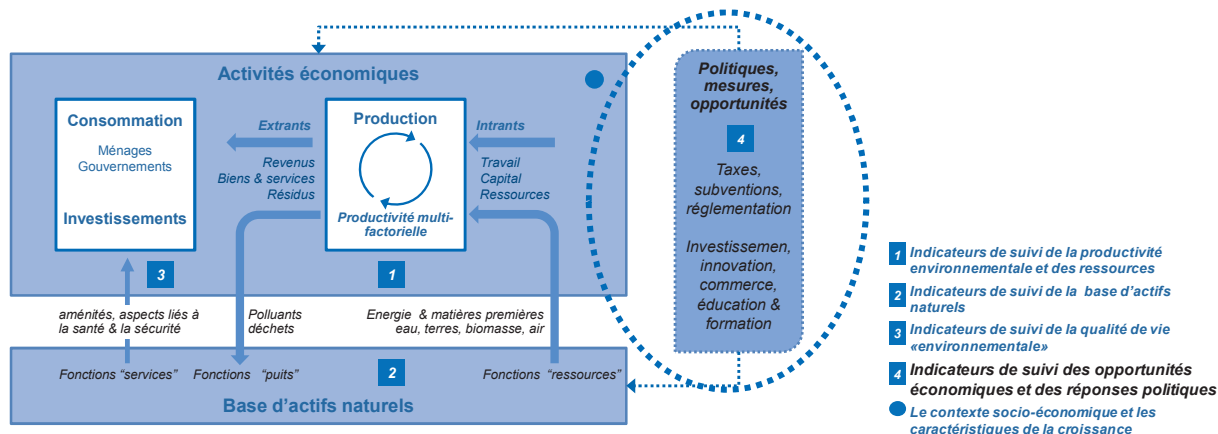 Activités économiques
Consommation
Ménages
Gouvernements
Investissements
3
Extrants
Revenus
Biens & services
Résidus
Production
Productivité multi-
factorielle
1
Intrants
Travail
Capital
Ressources
Politiques,
mesures,
opportunités
4
Taxes,
subventions,
réglementation
Investissemen,
innovation,
commerce,
éducation &
formation
aménités, aspects liés à
la santé & la sécurité
Polluants
déchets
Energie & matières premières
eau, terres, biomasse, air
Fonctions "services"
Fonctions "puits"
2
Fonctions "ressources"
Base d'actifs naturels
1 Indicateurs de suivi de la productivité
environnementale et des ressources
2 Indicateurs de suivi de la base d'actifs
naturels
3 Indicateurs de suivi de la qualité de vie
«environnementale»
4 Indicateurs de suivi des opportunités
économiques et des réponses politiques
Le contexte socio-économique et les
caractéristiques de la croissance